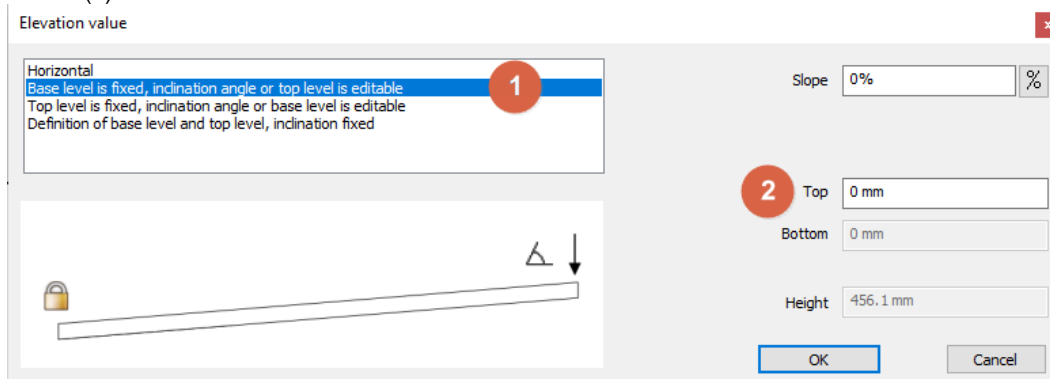 Elevation value
x
Horizontal
Base level is fixed, inclination angle or top level is editable
Top level is fixed, inclination angle or base level is editable
Definition of base level and top level, inclination fixed
1
Slope 0% %
2 Top 0 mm
Bottom 0 mm
Height 456.1 mm
OK Cancel